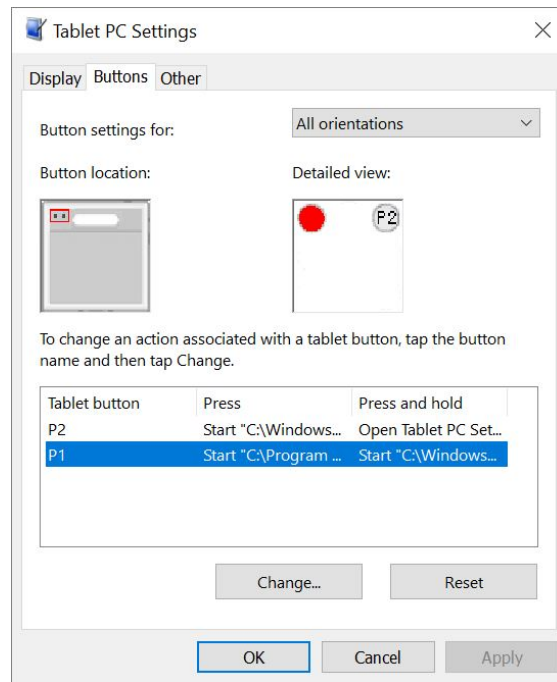 Tablet PC Settings
Display Buttons Other
Button settings for: All orientations
Button location: Detailed view:
P2
To change an action associated with a tablet button, tap the button
name and then tap Change.
Tablet button Press Press and hold
P2 Start "C:\Windows... Open Tablet PC Set...
P1 Start "C:\Program ... Start "C:\Windows...
Change... Reset
OK Cancel Apply